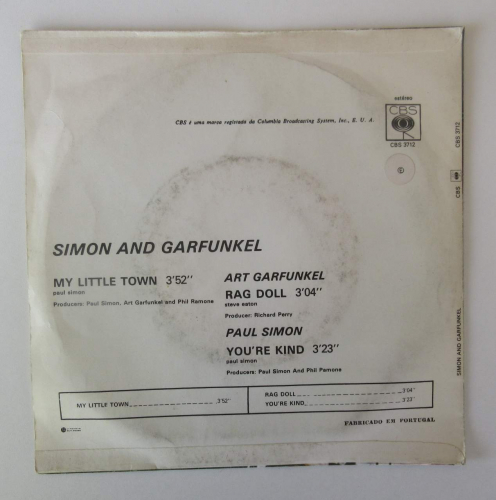 estéreo
CBS
CBS 3712
CBS é uma marca registada da Columbia Broadcasting System, Inc., E. U. A.
SIMON AND GARFUNKEL
MY LITTLE TOWN 3'52''
paul simon
Producers: Paul Simon, Art Garfunkel and Phil Ramone
ART GARFUNKEL
RAG DOLL 3'04''
steve eaton
Producer: Richard Perry
PAUL SIMON
YOU'RE KIND 3'23''
paul simon
Producers: Paul Simon And Phil Ramone
MY LITTLE TOWN 3'52''
RAG DOLL 3'04''
YOU'RE KIND 3'23''
FABRICADO EM PORTUGAL
CBS CBS 3712
SIMON AND GARFUNKEL